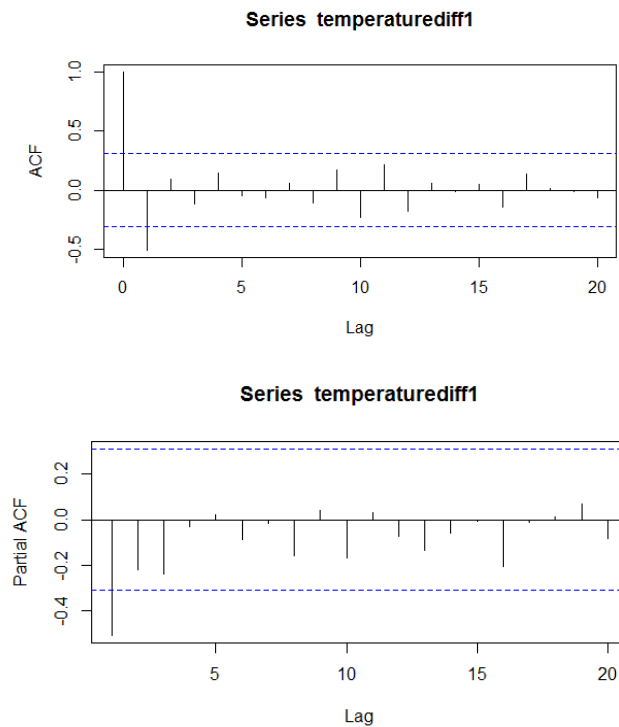 Series temperaturediff1
ACF
1.0
0.5
0.0
-0.5
0 5 10 15 20
Lag
Series temperaturediff1
Partial ACF
0.2
0.0
-0.2
-0.4
5 10 15 20
Lag